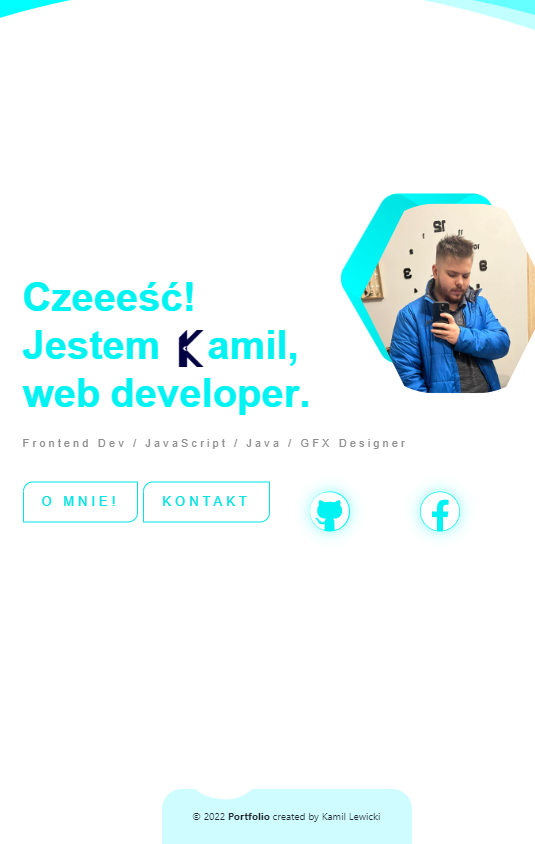 Czeeeść!
Jestem Kamil,
web developer.
Frontend Dev / JavaScript / Java / GFX Designer
O MNIE!
KONTAKT
© 2022 Portfolio created by Kamil Lewicki